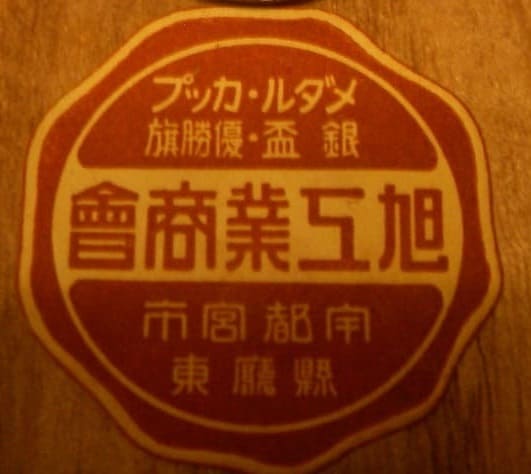 メダル・カップ
銀盃・優勝旗
旭工業商會
宇都宮市
縣廳東